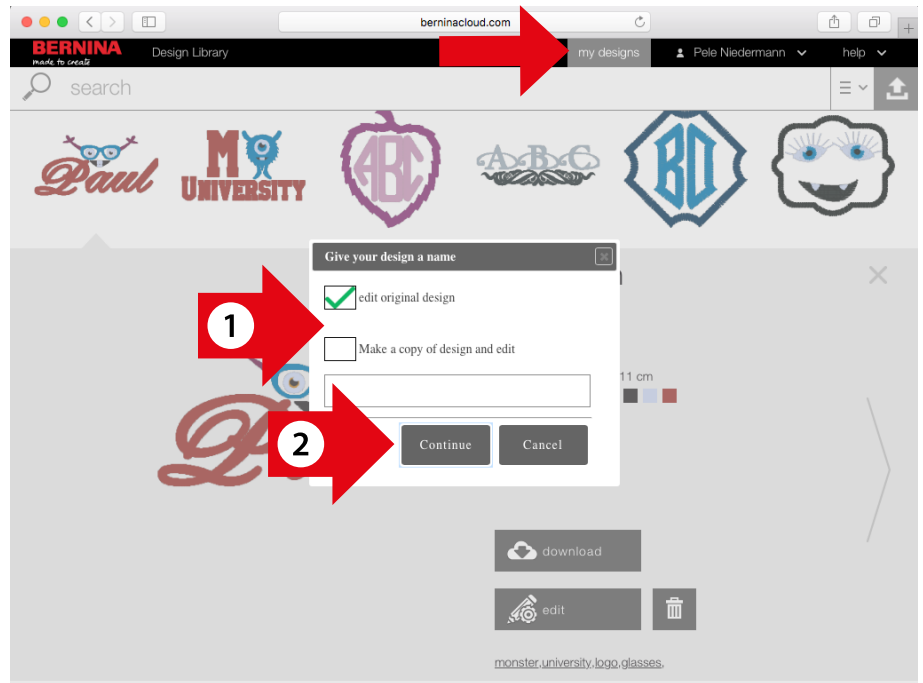 berninacloud.com
BERNINA
made to create
Design Library
my designs
Pele Niedermann
help
search
Paul
M
UNIVERSITY
ABC
A·B·C
BD
Give your design a name
edit original design
1
Make a copy of design and edit
11 cm
2
Continue
Cancel
download
edit
monster,university,logo,glasses,